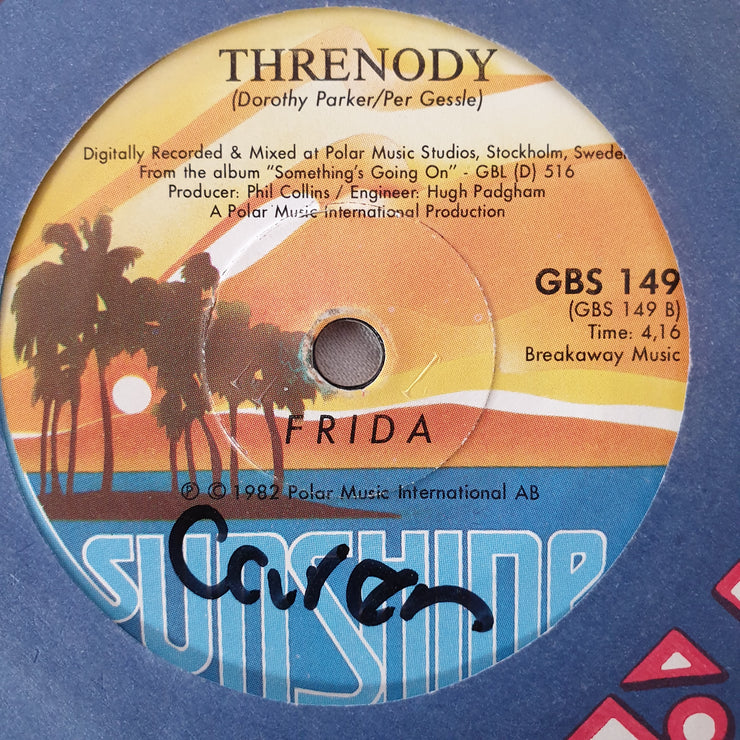 THRENODY
(Dorothy Parker/Per Gessle)
Digitally Recorded & Mixed at Polar Music Studios, Stockholm, Sweden
From the album "Something's Going On" - GBL (D) 516
Producer: Phil Collins / Engineer: Hugh Padgham
A Polar Music International Production
GBS 149
(GBS 149 B)
Time: 4,16
Breakaway Music
FRIDA
℗ © 1982 Polar Music International AB
Caren
SUNSHINE